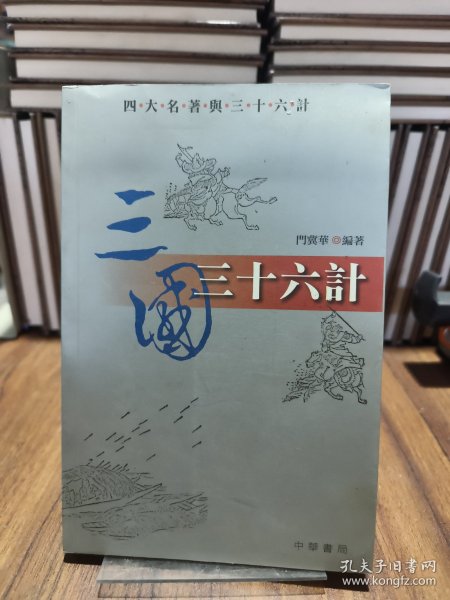 四·大·名·著·與·三·十·六·計
三國
門冀華◎編著
三十六計
中華書局
孔夫子旧书网
www.kongfz.com